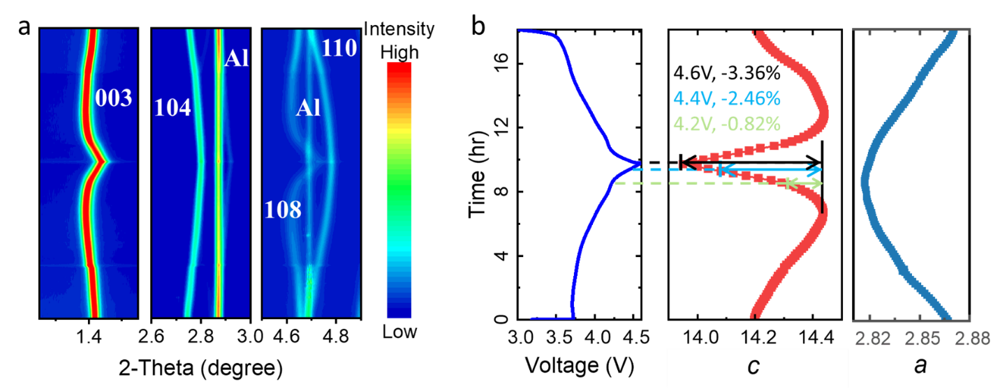 a
003
104
Al
Al
110
108
Intensity
High
Low
1.4
2.6
2.8
3.0
4.6
4.8
2-Theta (degree)
b
Time (hr)
16
12
8
4
0
4.6V, -3.36%
4.4V, -2.46%
4.2V, -0.82%
3.0
3.5
4.0
4.5
Voltage (V)
14.0
14.2
14.4
c
2.82
2.85
2.88
a